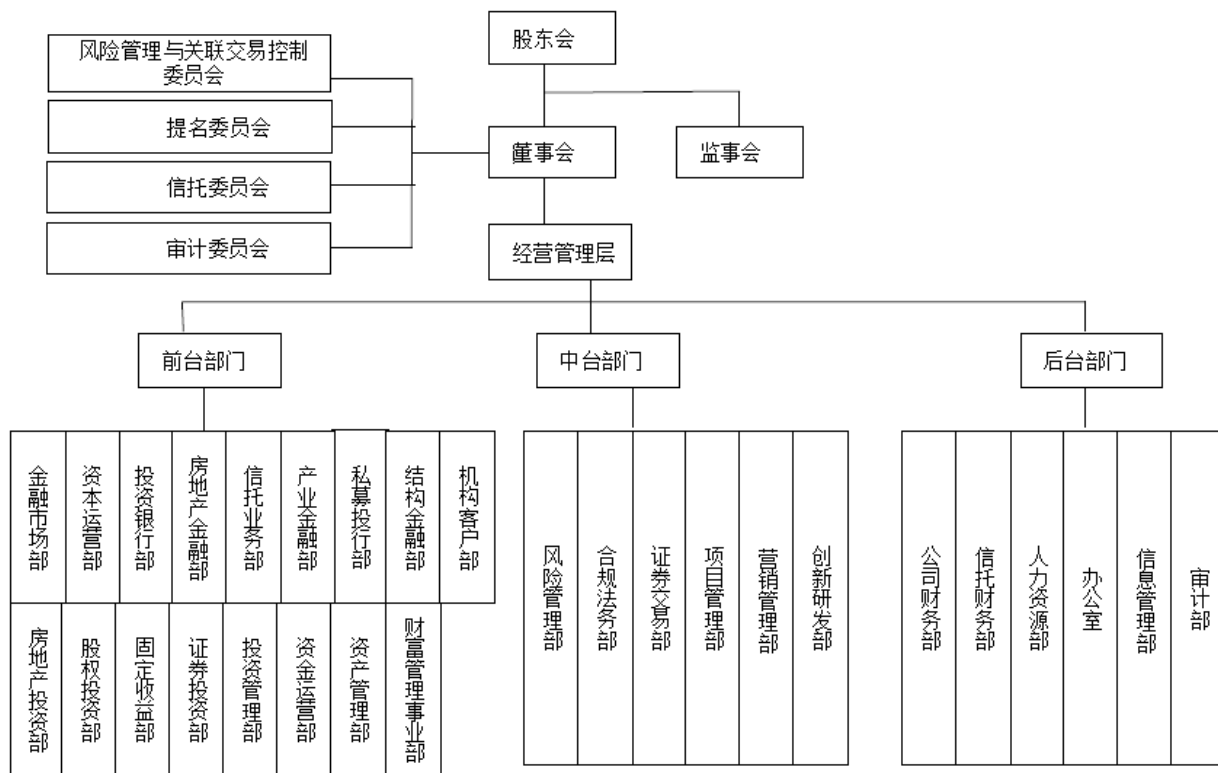 股东会
风险管理与关联交易控制
委员会
提名委员会
董事会
监事会
信托委员会
审计委员会
经营管理层
前台部门
中台部门
后台部门
金融市场部
资本运营部
投资银行部
房地产金融部
信托业务部
产业金融部
私募投行部
结构金融部
机构客户部
房地产投资部
股权投资部
固定收益部
证券投资部
投资管理部
资金运营部
资产管理部
财富管理事业部
风险管理部
合规法务部
证券交易部
项目管理部
营销管理部
创新研发部
公司财务部
信托财务部
人力资源部
办公室
信息管理部
审计部